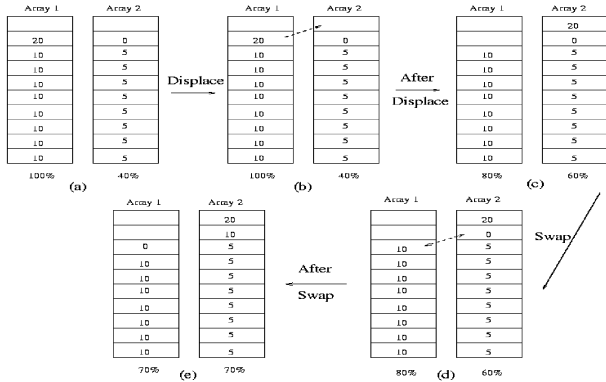 Array 1 Array 2 Array 1 Array 2 Array 1 Array 2
20
20 0 20 0 0
10 5 10 5 10 5
10 5 10 5 10 5
10 5 10 5 10 5
10 5 10 5 10 5
10 5 10 5 10 5
10 5 10 5 10 5
10 5 10 5 10 5
10 5 10 5 10 5
Displace
After
Displace
100% 40% 100% 40% 80% 60%
(a) (b) (c)
Swap
Array 1 Array 2 Array 1 Array 2
20 20
10 0
0 5 10 5
10 5 10 5
10 5 10 5
10 5 10 5
10 5 10 5
10 5 10 5
10 5 10 5
10 5 10 5
After
Swap
70% 70% 80% 60%
(e) (d)